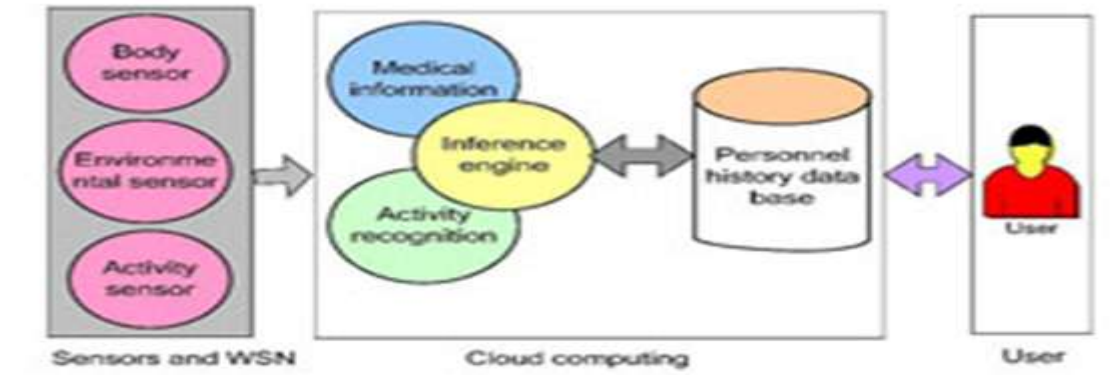 Body
sensor
Environme
ntal sensor
Activity
sensor
Sensors and WSN
Medical
information
Inference
engine
Activity
recognition
Personnel
history data
base
Cloud computing
User
User